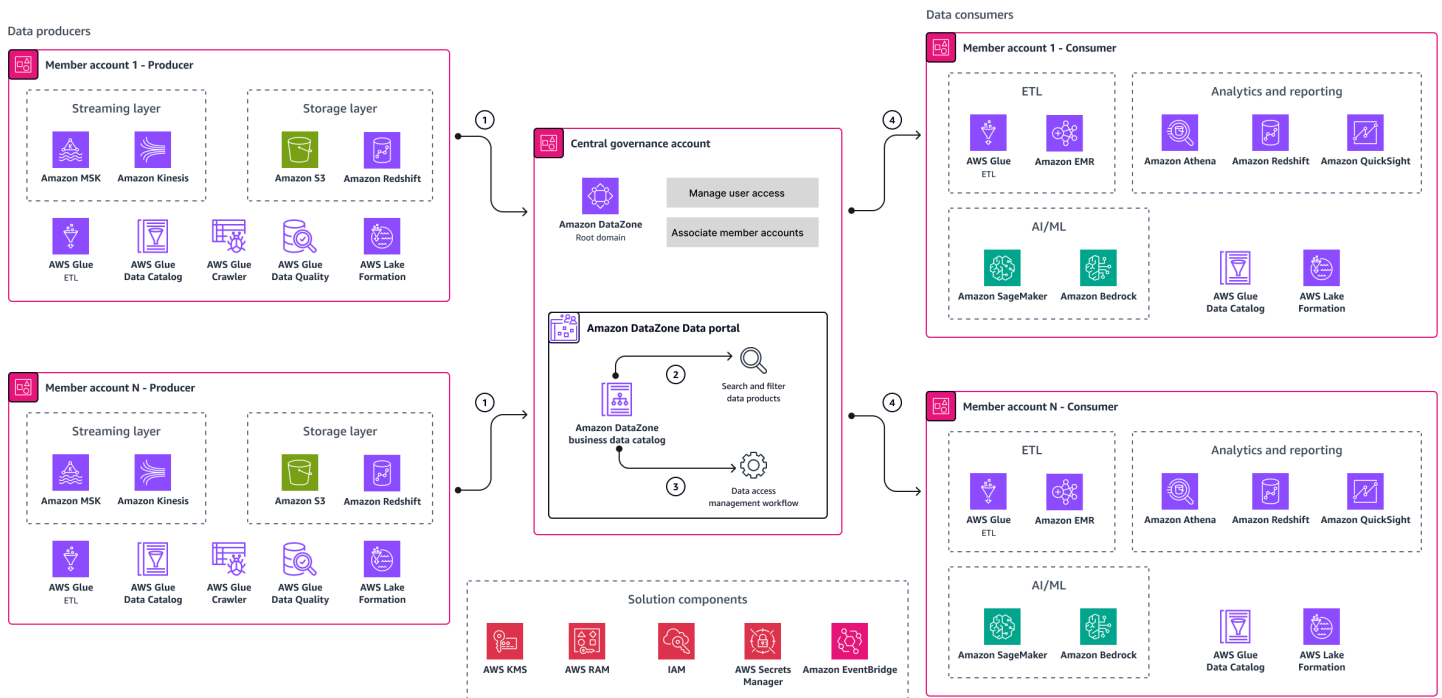 Data producers
Member account 1 - Producer
Streaming layer
Storage layer
Amazon MSK
Amazon Kinesis
Amazon S3
Amazon Redshift
AWS Glue
ETL
AWS Glue
Data Catalog
AWS Glue
Crawler
AWS Glue
Data Quality
AWS Lake
Formation
Member account N - Producer
Streaming layer
Storage layer
Amazon MSK
Amazon Kinesis
Amazon S3
Amazon Redshift
AWS Glue
ETL
AWS Glue
Data Catalog
AWS Glue
Crawler
AWS Glue
Data Quality
AWS Lake
Formation
1
1
Central governance account
Amazon DataZone
Root domain
Manage user access
Associate member accounts
Amazon DataZone Data portal
2
Search and filter
data products
Amazon DataZone
business data catalog
3
Data access
management workflow
Solution components
AWS KMS
AWS RAM
IAM
AWS Secrets
Manager
Amazon EventBridge
4
4
Data consumers
Member account 1 - Consumer
ETL
AWS Glue
ETL
Amazon EMR
Analytics and reporting
Amazon Athena
Amazon Redshift
Amazon QuickSight
AI/ML
Amazon SageMaker
Amazon Bedrock
AWS Glue
Data Catalog
AWS Lake
Formation
Member account N - Consumer
ETL
AWS Glue
ETL
Amazon EMR
Analytics and reporting
Amazon Athena
Amazon Redshift
Amazon QuickSight
AI/ML
Amazon SageMaker
Amazon Bedrock
AWS Glue
Data Catalog
AWS Lake
Formation